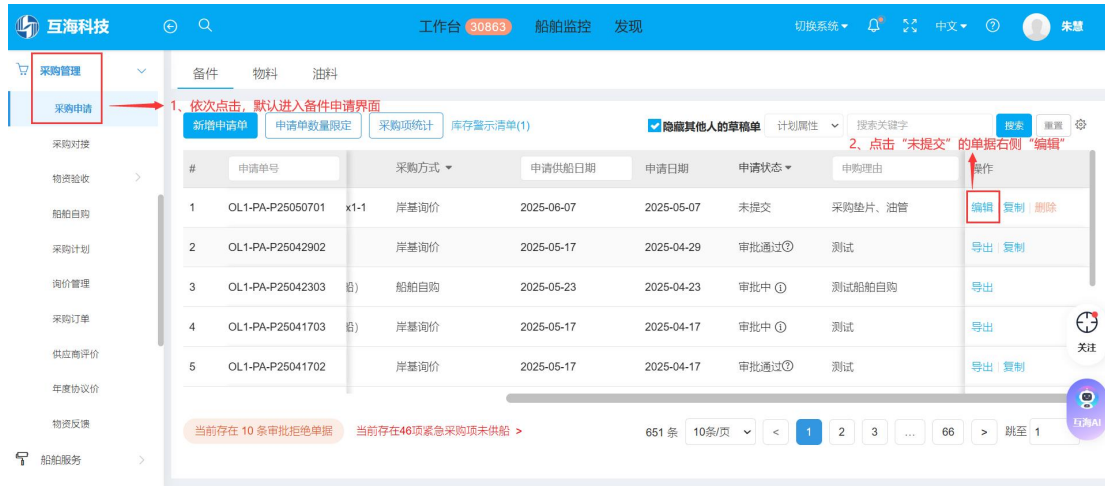 互海科技
工作台 30863 船舶监控 发现
切换系统 中文 朱慧
采购管理
采购申请
采购对接
物资验收
船舶自购
采购计划
询价管理
采购订单
供应商评价
年度协议价
物资反馈
船舶服务
备件 物料 油料
1、依次点击，默认进入备件申请界面
新增申请单 申请单数量限定 采购项统计 库存警示清单(1) 隐藏其他人的草稿单 计划属性 搜索关键字 搜索 重置
2、点击“未提交”的单据右侧“编辑”
# 申请单号 采购方式 申请供船日期 申请日期 申请状态 申购理由 操作
1 OL1-PA-P25050701 x1-1 岸基询价 2025-06-07 2025-05-07 未提交 采购垫片、油管 编辑 复制 删除
2 OL1-PA-P25042902 岸基询价 2025-05-17 2025-04-29 审批通过 测试 导出 复制
3 OL1-PA-P25042303 船) 船舶自购 2025-05-23 2025-04-23 审批中 测试船舶自购 导出
4 OL1-PA-P25041703 船) 岸基询价 2025-05-17 2025-04-17 审批中 测试 导出
5 OL1-PA-P25041702 岸基询价 2025-05-17 2025-04-17 审批通过 测试 导出 复制
当前存在 10 条审批拒绝单据 当前存在46项紧急采购项未供船 >
651 条 10条/页 < 1 2 3 ... 66 > 跳至 1
关注
互海AI